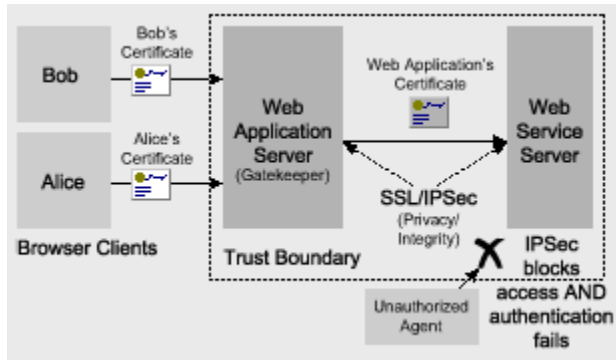 Bob's
Certificate
Bob
Web Application's
Certificate
Web
Application
Server
(Gatekeeper)
Web
Service
Server
Alice's
Certificate
Alice
SSL/IPSec
(Privacy/
Integrity)
Browser Clients
Trust Boundary
IPSec
blocks
access AND
authentication
fails
Unauthorized
Agent